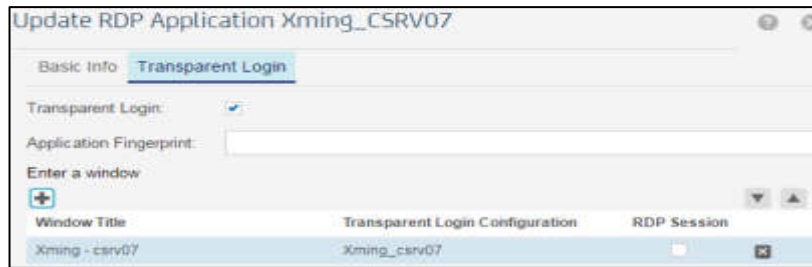 Update RDP Application Xming_CSRV07
Basic Info Transparent Login
Transparent Login:
Application Fingerprint:
Enter a window
Window Title Transparent Login Configuration RDP Session
Xming - csrv07 Xming_csrv07